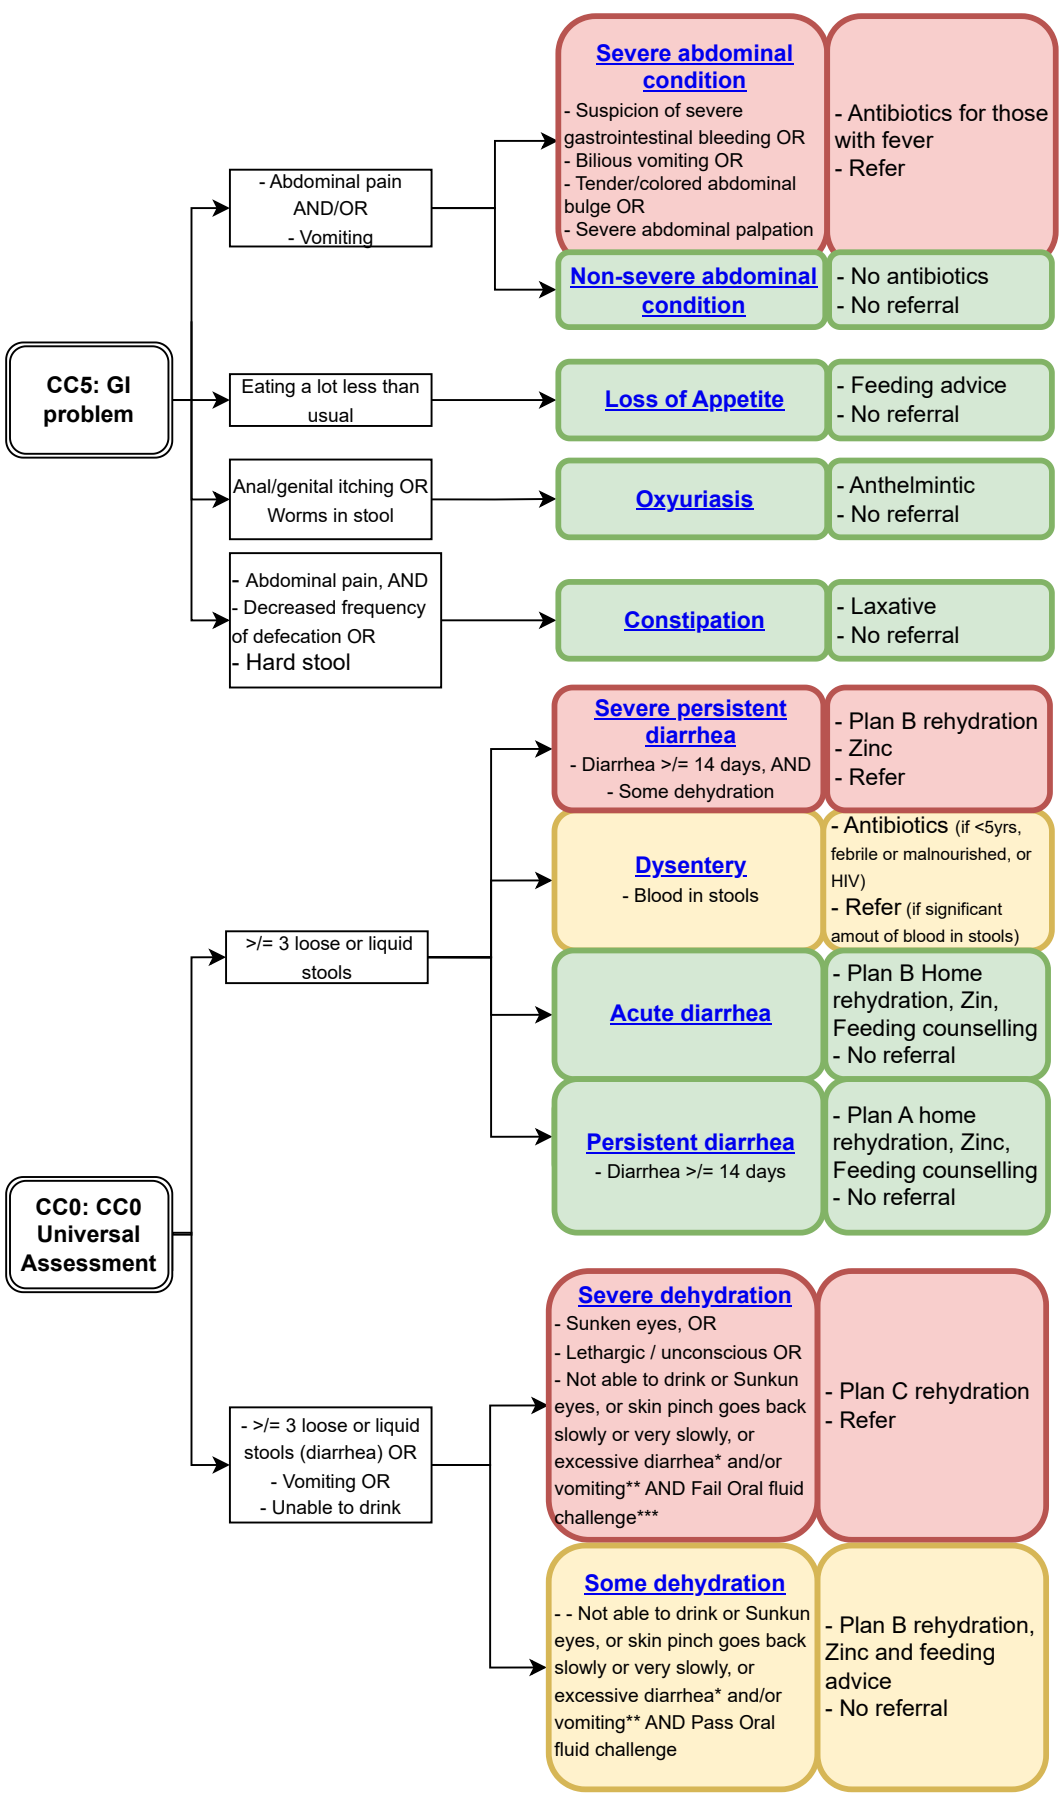 Severe abdominal
condition
- Suspicion of severe
gastrointestinal bleeding OR
- Bilious vomiting OR
- Tender/colored abdominal
bulge OR
- Severe abdominal palpation
- Antibiotics for those
with fever
- Refer
- Abdominal pain
AND/OR
- Vomiting
Non-severe abdominal
condition
- No antibiotics
- No referral
CC5: GI
problem
Eating a lot less than
usual
Loss of Appetite
- Feeding advice
- No referral
Anal/genital itching OR
Worms in stool
Oxyuriasis
- Anthelmintic
- No referral
- Abdominal pain, AND
- Decreased frequency
of defecation OR
- Hard stool
Constipation
- Laxative
- No referral
Severe persistent
diarrhea
- Diarrhea >/= 14 days, AND
- Some dehydration
- Plan B rehydration
- Zinc
- Refer
Dysentery
- Blood in stools
- Antibiotics (if <5yrs,
febrile or malnourished, or
HIV)
- Refer (if significant
amout of blood in stools)
>/= 3 loose or liquid
stools
Acute diarrhea
- Plan B Home
rehydration, Zin,
Feeding counselling
- No referral
Persistent diarrhea
- Diarrhea >/= 14 days
- Plan A home
rehydration, Zinc,
Feeding counselling
- No referral
CC0: CC0
Universal
Assessment
Severe dehydration
- Sunken eyes, OR
- Lethargic / unconscious OR
- Not able to drink or Sunkun
eyes, or skin pinch goes back
slowly or very slowly, or
excessive diarrhea* and/or
vomiting** AND Fail Oral fluid
challenge***
- Plan C rehydration
- Refer
- >/= 3 loose or liquid
stools (diarrhea) OR
- Vomiting OR
- Unable to drink
Some dehydration
- - Not able to drink or Sunkun
eyes, or skin pinch goes back
slowly or very slowly, or
excessive diarrhea* and/or
vomiting** AND Pass Oral
fluid challenge
- Plan B rehydration,
Zinc and feeding
advice
- No referral